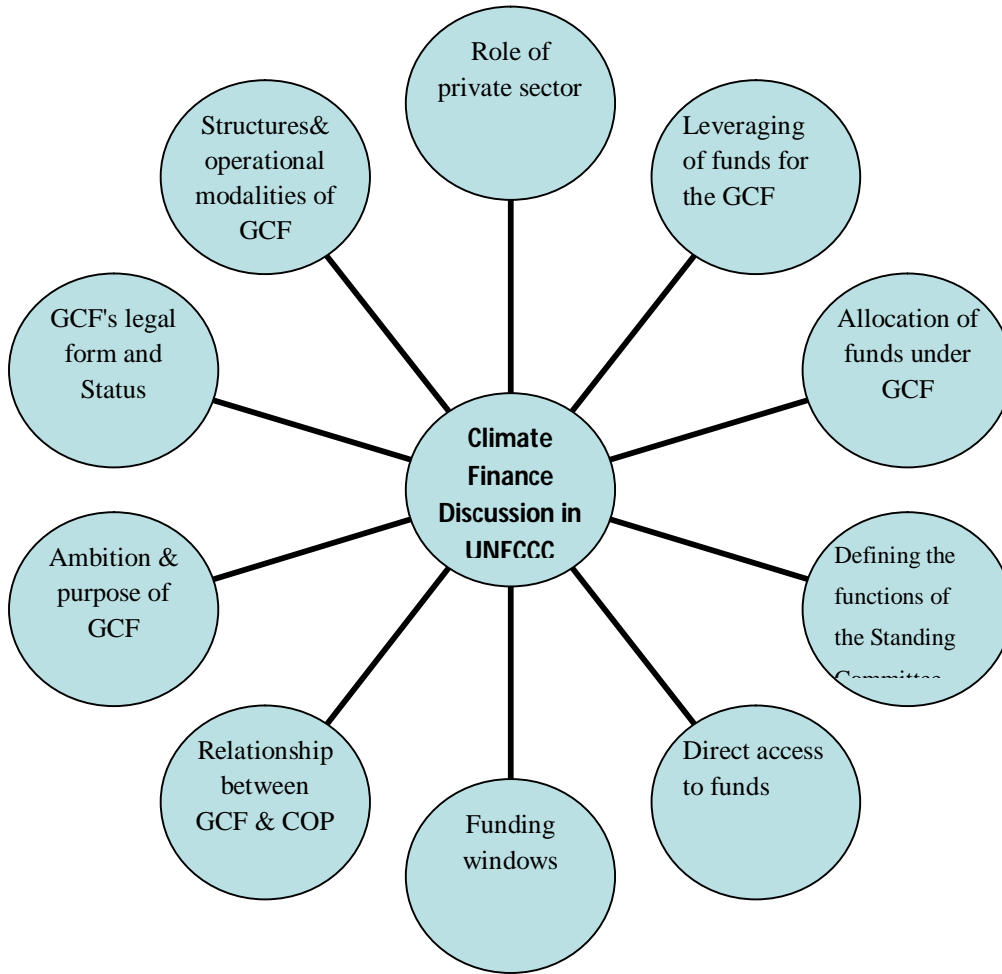 Role of
private sector
Structures&
operational
modalities of
GCF
Leveraging
of funds for
the GCF
GCF's legal
form and
Status
Allocation of
funds under
GCF
Climate
Finance
Discussion in
UNFCCC
Ambition &
purpose of
GCF
Defining the
functions of
the Standing
Committee
Relationship
between
GCF & COP
Direct access
to funds
Funding
windows